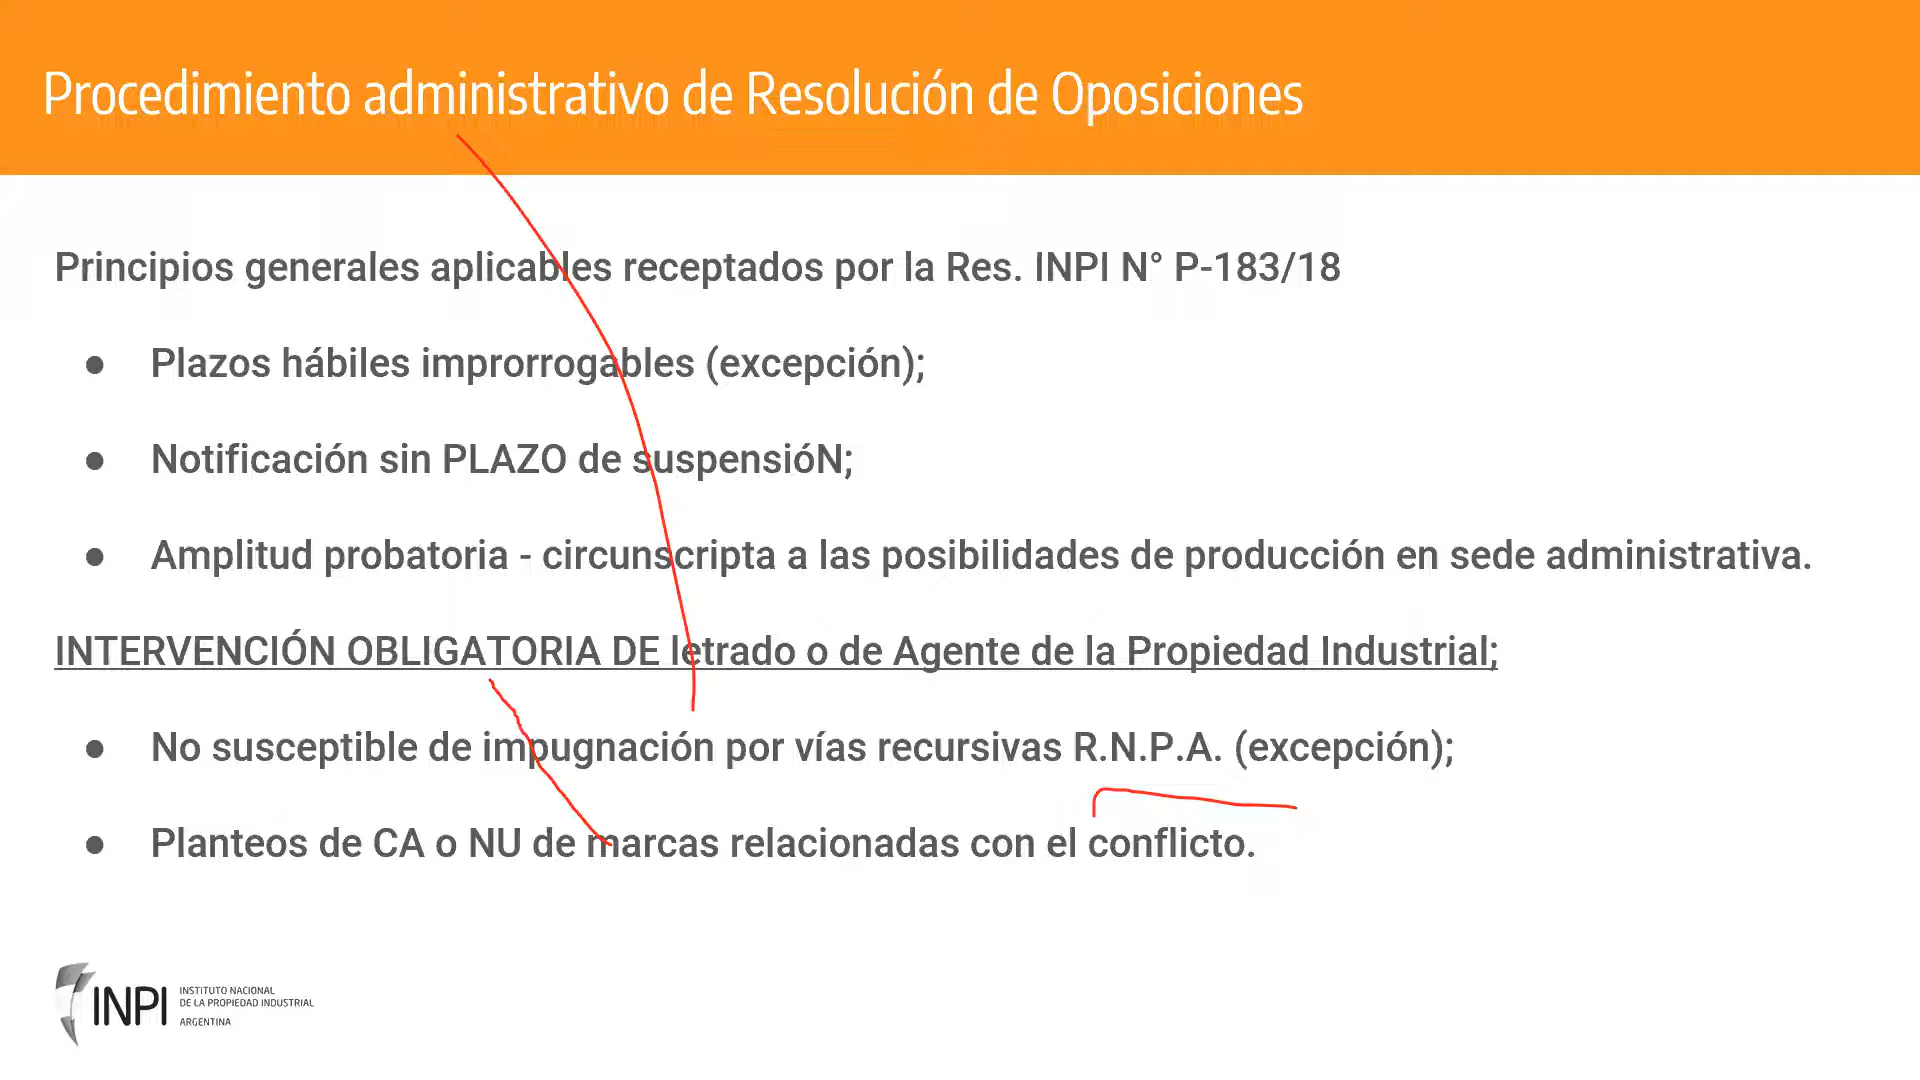 Procedimiento administrativo de Resolución de Oposiciones
Principios generales aplicables receptados por la Res. INPI N° P-183/18
● Plazos hábiles improrrogables (excepción);
● Notificación sin PLAZO de suspensióN;
● Amplitud probatoria - circunscripta a las posibilidades de producción en sede administrativa.
INTERVENCIÓN OBLIGATORIA DE letrado o de Agente de la Propiedad Industrial;
● No susceptible de impugnación por vías recursivas R.N.P.A. (excepción);
● Planteos de CA o NU de marcas relacionadas con el conflicto.
INPI
INSTITUTO NACIONAL
DE LA PROPIEDAD INDUSTRIAL
ARGENTINA